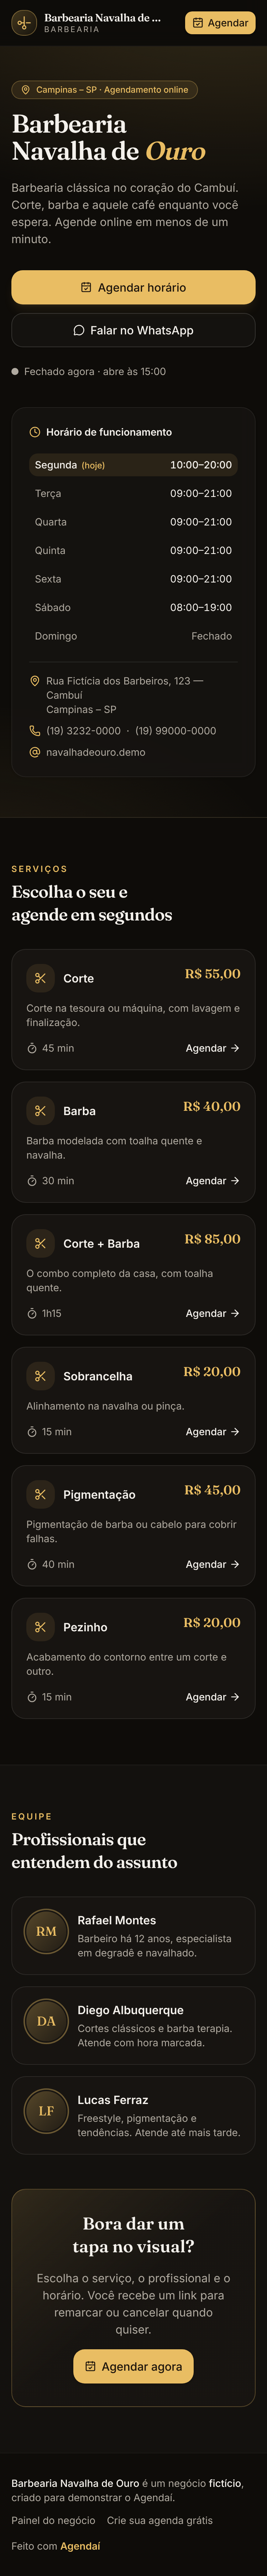 Barbearia Navalha de ...
BARBEARIA
Agendar
Campinas – SP · Agendamento online
Barbearia
Navalha de Ouro
Barbearia clássica no coração do Cambuí.
Corte, barba e aquele café enquanto você
espera. Agende online em menos de um
minuto.
Agendar horário
Falar no WhatsApp
Fechado agora · abre às 15:00
Horário de funcionamento
Segunda (hoje) 10:00–20:00
Terça 09:00–21:00
Quarta 09:00–21:00
Quinta 09:00–21:00
Sexta 09:00–21:00
Sábado 08:00–19:00
Domingo Fechado
Rua Fictícia dos Barbeiros, 123 —
Cambuí
Campinas – SP
(19) 3232-0000 · (19) 99000-0000
navalhadeouro.demo
SERVIÇOS
Escolha o seu e
agende em segundos
Corte R$ 55,00
Corte na tesoura ou máquina, com lavagem e
finalização.
45 min Agendar →
Barba R$ 40,00
Barba modelada com toalha quente e
navalha.
30 min Agendar →
Corte + Barba R$ 85,00
O combo completo da casa, com toalha
quente.
1h15 Agendar →
Sobrancelha R$ 20,00
Alinhamento na navalha ou pinça.
15 min Agendar →
Pigmentação R$ 45,00
Pigmentação de barba ou cabelo para cobrir
falhas.
40 min Agendar →
Pezinho R$ 20,00
Acabamento do contorno entre um corte e
outro.
15 min Agendar →
EQUIPE
Profissionais que
entendem do assunto
RM
Rafael Montes
Barbeiro há 12 anos, especialista
em degradê e navalhado.
DA
Diego Albuquerque
Cortes clássicos e barba terapia.
Atende com hora marcada.
LF
Lucas Ferraz
Freestyle, pigmentação e
tendências. Atende até mais tarde.
Bora dar um
tapa no visual?
Escolha o serviço, o profissional e o
horário. Você recebe um link para
remarcar ou cancelar quando
quiser.
Agendar agora
Barbearia Navalha de Ouro é um negócio fictício,
criado para demonstrar o Agendaí.
Painel do negócio Crie sua agenda grátis
Feito com Agendaí